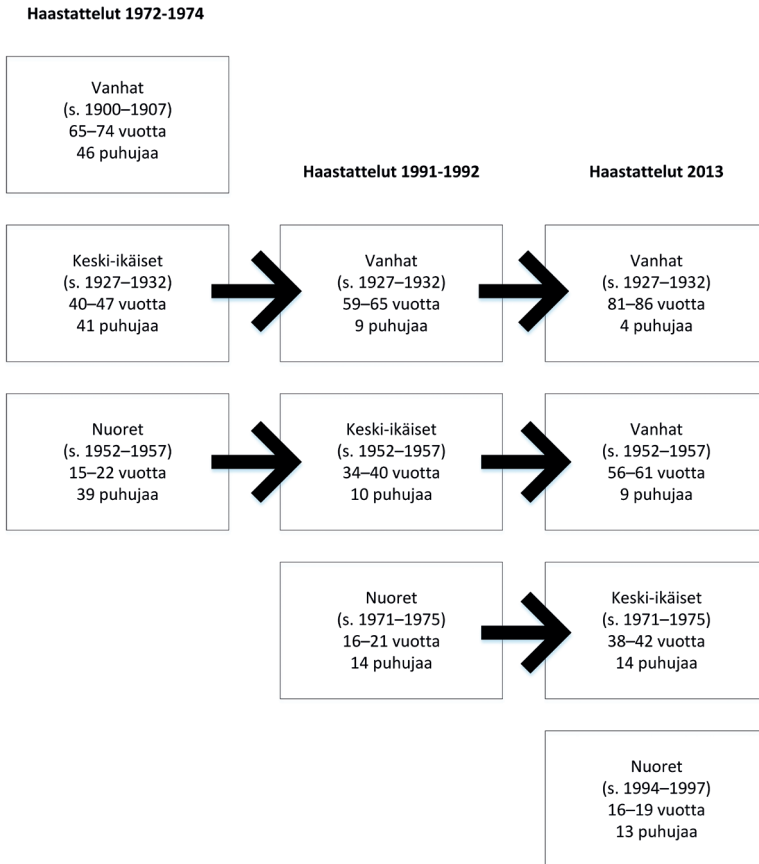 Haastattelut 1972-1974
Vanhat
(s. 1900–1907)
65–74 vuotta
46 puhujaa
Haastattelut 1991-1992
Haastattelut 2013
Keski-ikäiset
(s. 1927–1932)
40–47 vuotta
41 puhujaa
Vanhat
(s. 1927–1932)
59–65 vuotta
9 puhujaa
Vanhat
(s. 1927–1932)
81–86 vuotta
4 puhujaa
Nuoret
(s. 1952–1957)
15–22 vuotta
39 puhujaa
Keski-ikäiset
(s. 1952–1957)
34–40 vuotta
10 puhujaa
Vanhat
(s. 1952–1957)
56–61 vuotta
9 puhujaa
Nuoret
(s. 1971–1975)
16–21 vuotta
14 puhujaa
Keski-ikäiset
(s. 1971–1975)
38–42 vuotta
14 puhujaa
Nuoret
(s. 1994–1997)
16–19 vuotta
13 puhujaa